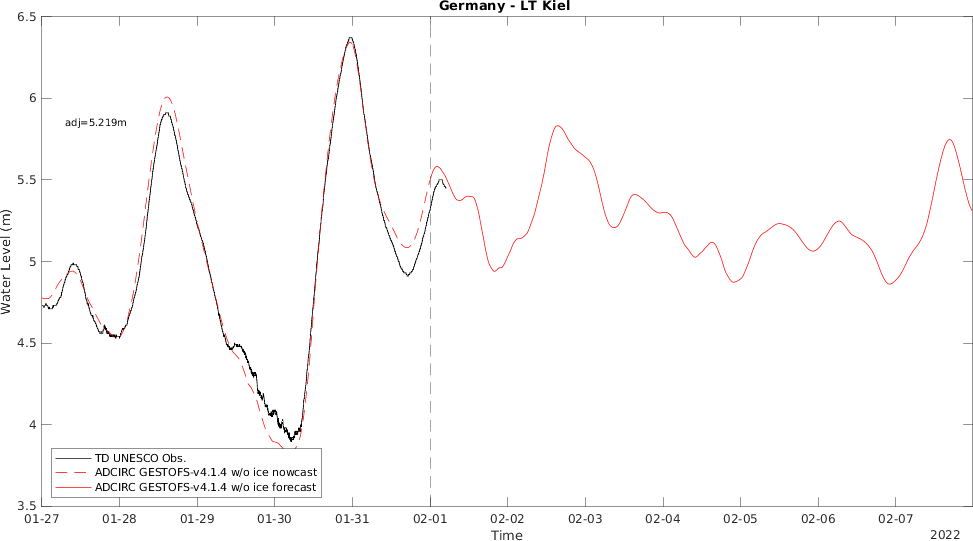 Germany - LT Kiel
6.5
6
5.5
5
4.5
4
3.5
Water Level (m)
adj=5.219m
TD UNESCO Obs.
ADCIRC GESTOFS-v4.1.4 w/o ice nowcast
ADCIRC GESTOFS-v4.1.4 w/o ice forecast
01-27 01-28 01-29 01-30 01-31 02-01 02-02 02-03 02-04 02-05 02-06 02-07
Time
2022